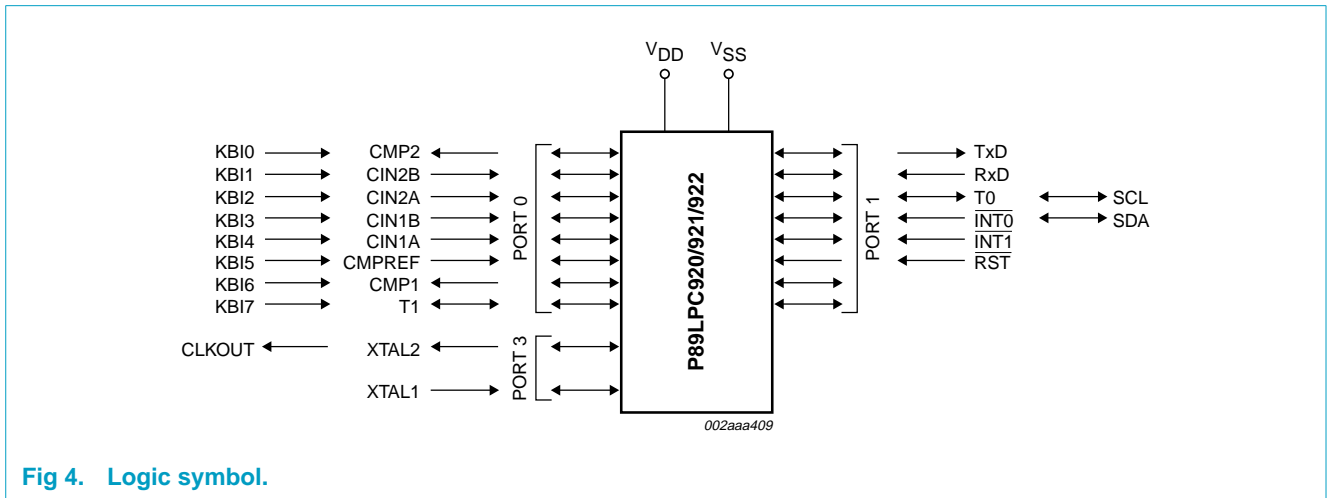 VDD VSS
KBI0 CMP2 TxD
KBI1 CIN2B RxD
KBI2 CIN2A T0 SCL
KBI3 CIN1B INT0 SDA
KBI4 CIN1A INT1
KBI5 CMPREF RST
KBI6 CMP1
KBI7 T1
PORT 0
P89LPC920/921/922
PORT 1
CLKOUT XTAL2
XTAL1
PORT 3
002aaa409
Fig 4. Logic symbol.